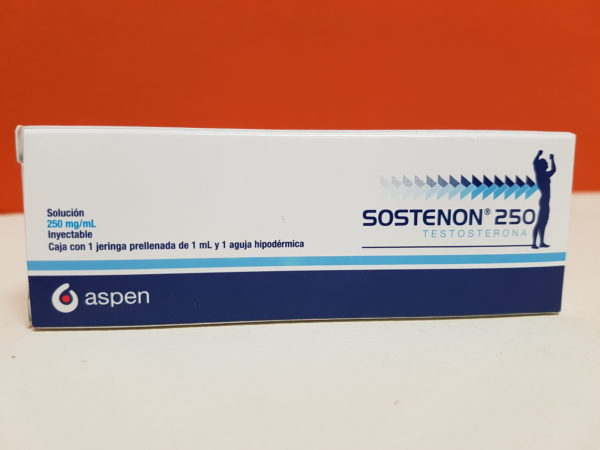 Solución
250 mg/mL
Inyectable
Caja con 1 jeringa prellenada de 1 mL y 1 aguja hipodérmica
SOSTENON® 250
TESTOSTERONA
aspen